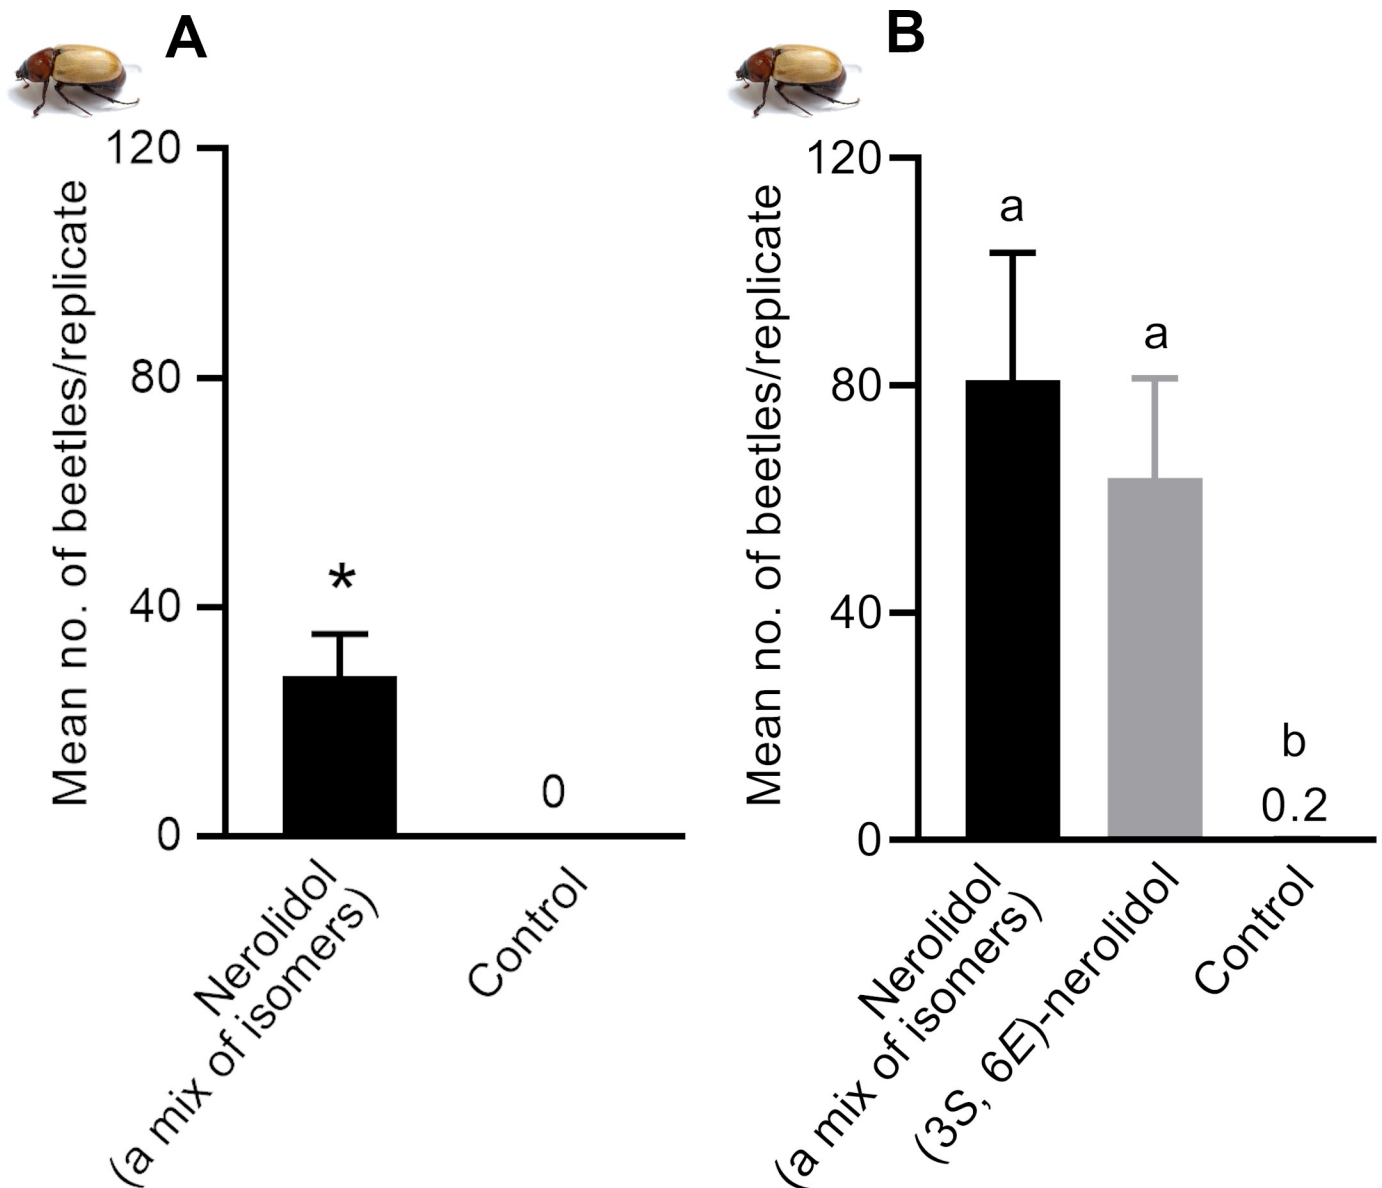 A
Mean no. of beetles/replicate
120
80
40
0
*
0
Nerolidol
(a mix of isomers)
Control
B
Mean no. of beetles/replicate
120
80
40
0
a
a
b
0.2
Nerolidol
(a mix of isomers)
(3S, 6E)-nerolidol
Control